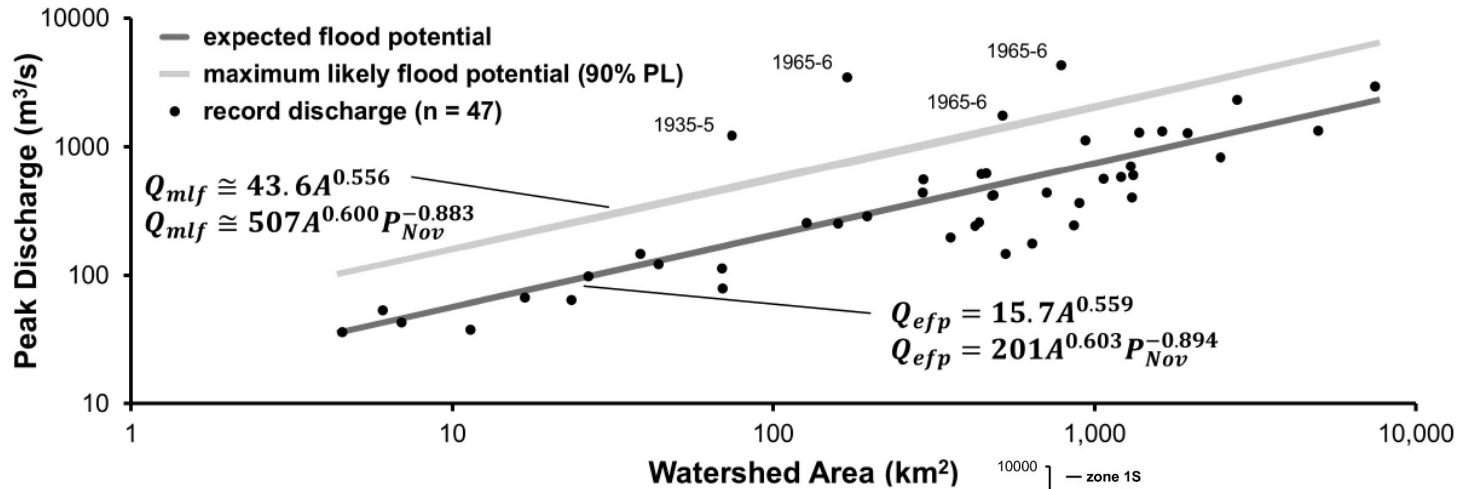 10000
expected flood potential
maximum likely flood potential (90% PL)
record discharge (n = 47)
1965-6
1965-6
1965-6
1935-5
1000
Q_mlf ≅ 43.6A^0.556
Q_mlf ≅ 507A^0.600 P_Nov^−0.883
100
Q_efp = 15.7A^0.559
Q_efp = 201A^0.603 P_Nov^−0.894
10
Peak Discharge (m³/s)
1
10
100
1,000
10,000
Watershed Area (km²)
10000
zone 1S